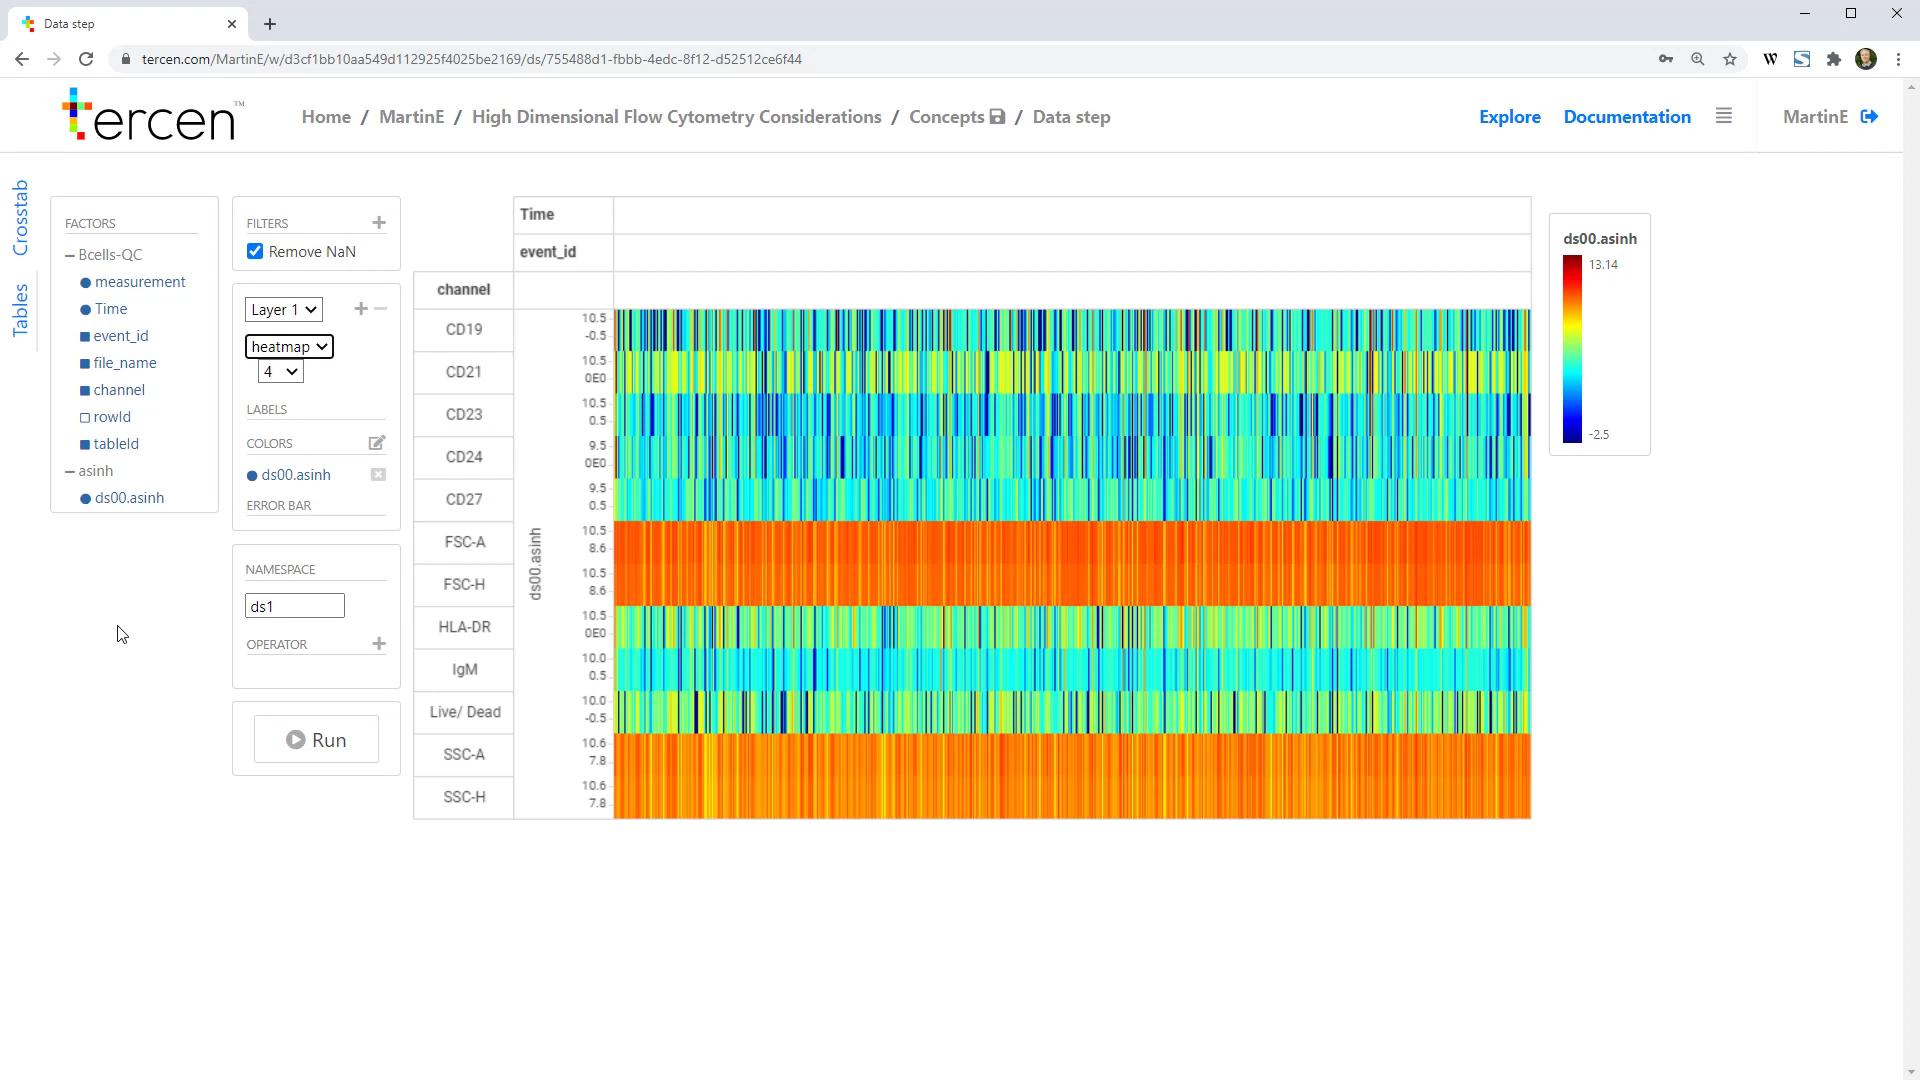 Data step
tercen.com/MartinE/w/d3cf1bb10aa549d112925f4025be2169/ds/755488d1-fbbb-4edc-8f12-d52512ce6f44
W
S
tercen™
Home / MartinE / High Dimensional Flow Cytometry Considerations / Concepts / Data step
Explore
Documentation
MartinE
Crosstab
Tables
FACTORS
Bcells-QC
measurement
Time
event_id
file_name
channel
rowId
tableId
asinh
ds00.asinh
FILTERS
Remove NaN
Layer 1
heatmap
4
LABELS
COLORS
ds00.asinh
ERROR BAR
NAMESPACE
ds1
OPERATOR
Run
Time
event_id
channel
ds00.asinh
CD19 10.5 -0.5
CD21 10.5 0E0
CD23 10.5 0.5
CD24 9.5 0E0
CD27 9.5 0.5
FSC-A 10.5 8.6
FSC-H 10.5 8.6
HLA-DR 10.5 0E0
IgM 10.0 0.5
Live/ Dead 10.0 -0.5
SSC-A 10.6 7.8
SSC-H 10.6 7.8
ds00.asinh
13.14
-2.5